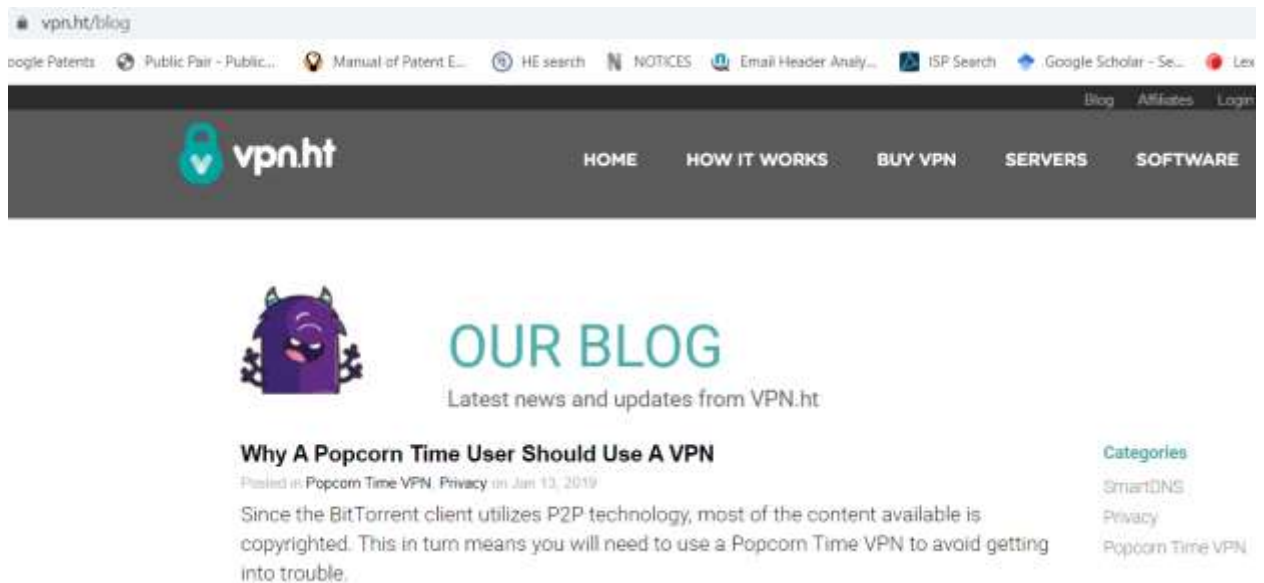 vpn.ht/blog
oogle Patents Public Pair - Public... Manual of Patent E... HE search NOTICES Email Header Analy... ISP Search Google Scholar - Se... Lex
Blog Affiliates Login
vpn.ht HOME HOW IT WORKS BUY VPN SERVERS SOFTWARE
OUR BLOG
Latest news and updates from VPN.ht
Why A Popcorn Time User Should Use A VPN
Posted in Popcorn Time VPN, Privacy on Jan 13, 2019
Since the BitTorrent client utilizes P2P technology, most of the content available is
copyrighted. This in turn means you will need to use a Popcorn Time VPN to avoid getting
into trouble.
Categories
SmartDNS
Privacy
Popcorn Time VPN